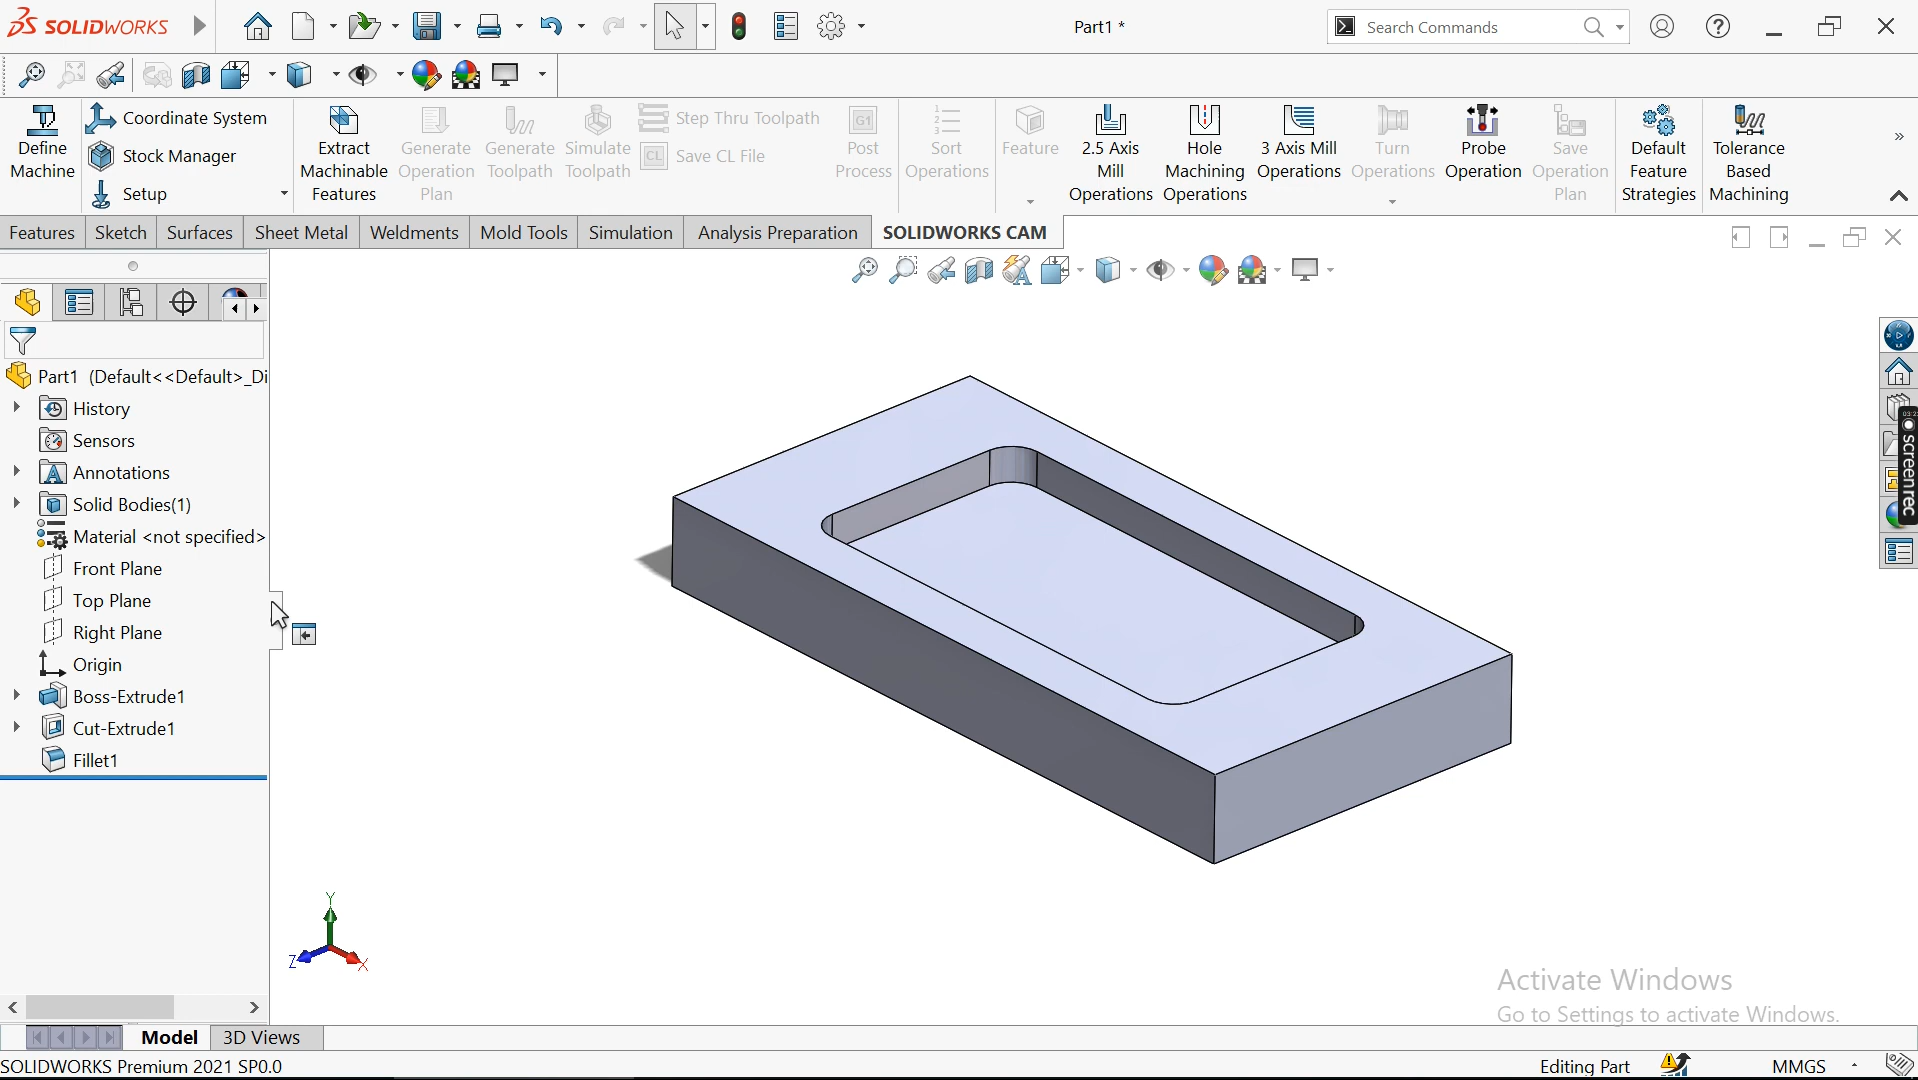 SOLIDWORKS
Part1 *
Search Commands
Define Machine
Coordinate System
Stock Manager
Setup
Extract Machinable Features
Generate Operation Plan
Generate Toolpath
Simulate Toolpath
Step Thru Toolpath
Save CL File
CL
G1
Post Process
Sort Operations
Feature
2.5 Axis Mill Operations
Hole Machining Operations
3 Axis Mill Operations
Turn Operations
Probe Operation
Save Operation Plan
Default Feature Strategies
Tolerance Based Machining
Features
Sketch
Surfaces
Sheet Metal
Weldments
Mold Tools
Simulation
Analysis Preparation
SOLIDWORKS CAM
Part1 (Default<<Default>_Di
History
Sensors
Annotations
Solid Bodies(1)
Material <not specified>
Front Plane
Top Plane
Right Plane
Origin
Boss-Extrude1
Cut-Extrude1
Fillet1
screenrec
Y
Z
X
Activate Windows
Go to Settings to activate Windows.
Model
3D Views
SOLIDWORKS Premium 2021 SP0.0
Editing Part
MMGS